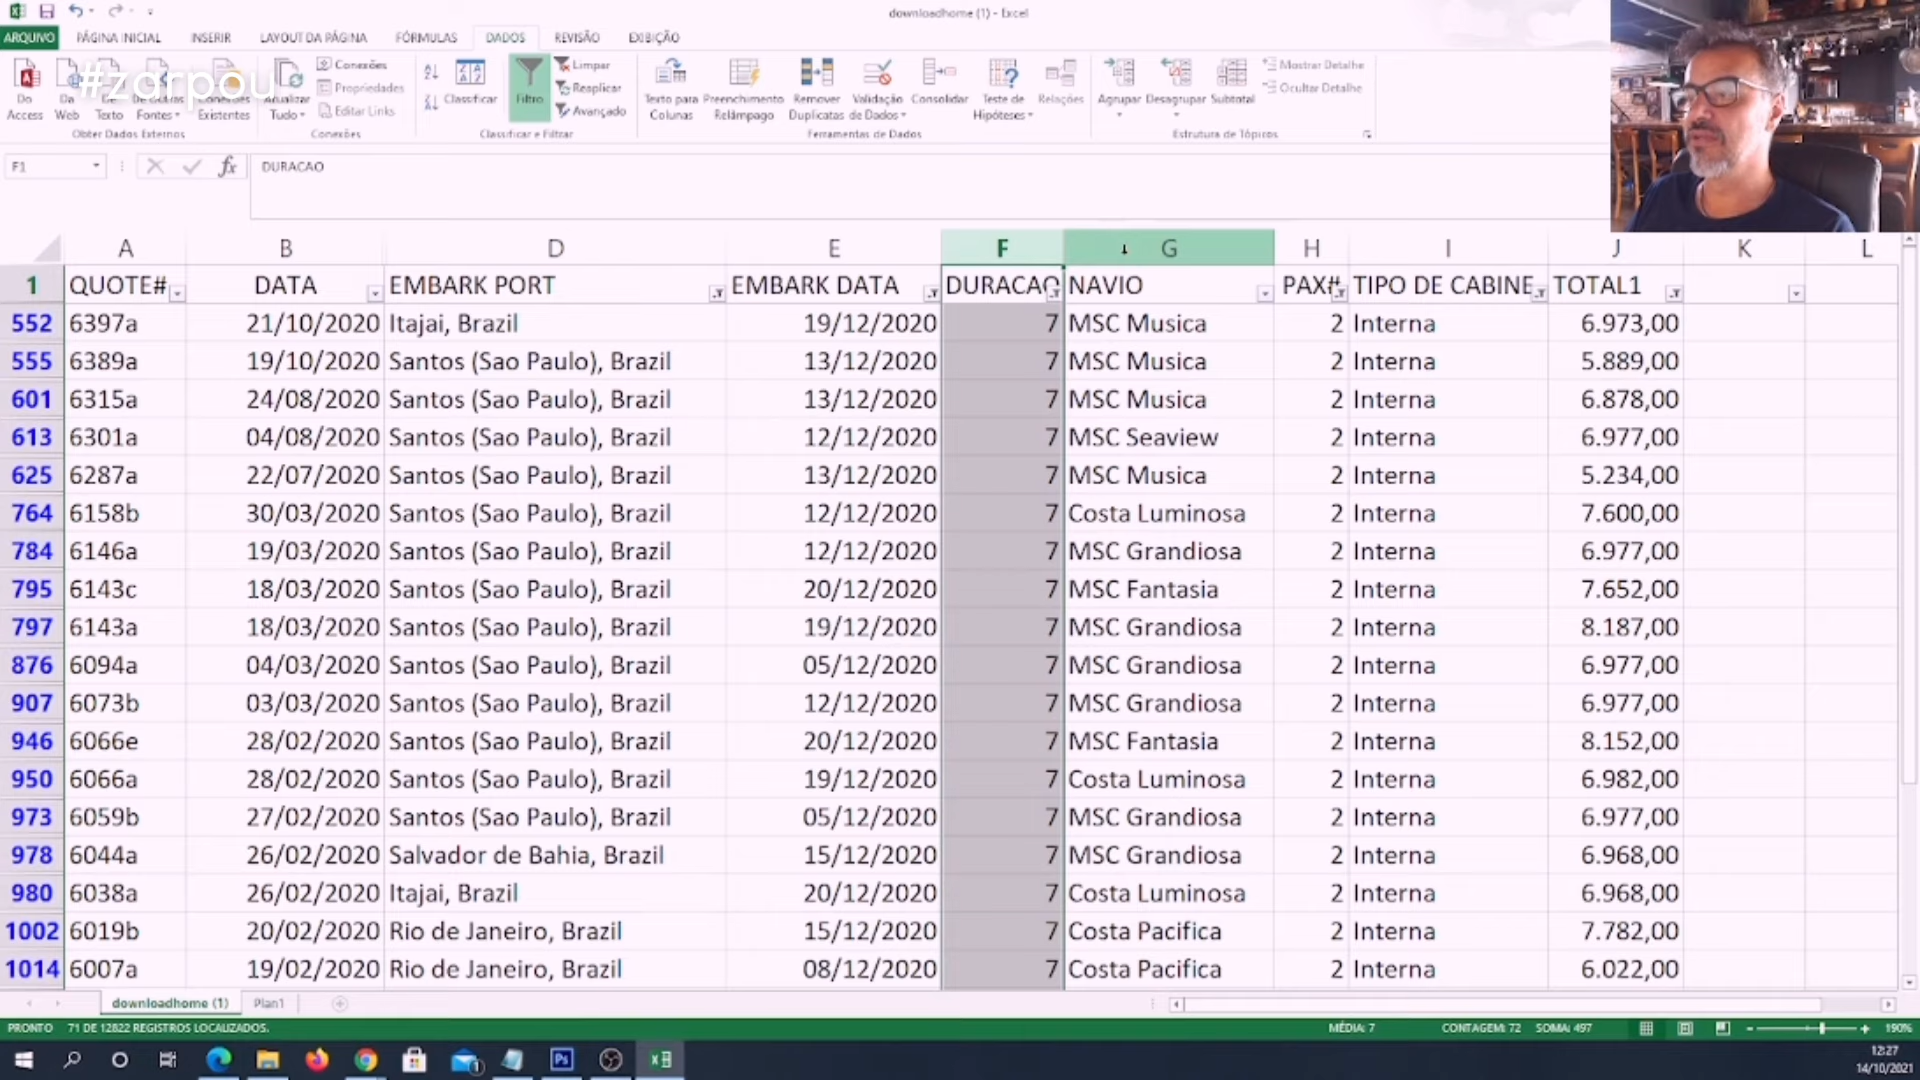 downloadhome (1) - Excel
ARQUIVO PÁGINA INICIAL INSERIR LAYOUT DA PÁGINA FÓRMULAS DADOS REVISÃO EXIBIÇÃO
#zarpou
Do Access
Da Web
Do Texto
De Outras Fontes
Conexões Existentes
Obter Dados Externos
Atualizar Tudo
Conexões
Propriedades
Editar Links
Conexões
Classificar
Filtro
Limpar
Reaplicar
Avançado
Classificar e Filtrar
Texto para Colunas
Preenchimento Relâmpago
Remover Duplicatas
Validação de Dados
Consolidar
Teste de Hipóteses
Relações
Ferramentas de Dados
Agrupar
Desagrupar
Subtotal
Mostrar Detalhe
Ocultar Detalhe
Estrutura de Tópicos
F1 fx DURACAO
A B D E F G H I J K L
1 QUOTE# DATA EMBARK PORT EMBARK DATA DURACAO NAVIO PAX# TIPO DE CABINE TOTAL1
552 6397a 21/10/2020 Itajai, Brazil 19/12/2020 7 MSC Musica 2 Interna 6.973,00
555 6389a 19/10/2020 Santos (Sao Paulo), Brazil 13/12/2020 7 MSC Musica 2 Interna 5.889,00
601 6315a 24/08/2020 Santos (Sao Paulo), Brazil 13/12/2020 7 MSC Musica 2 Interna 6.878,00
613 6301a 04/08/2020 Santos (Sao Paulo), Brazil 12/12/2020 7 MSC Seaview 2 Interna 6.977,00
625 6287a 22/07/2020 Santos (Sao Paulo), Brazil 13/12/2020 7 MSC Musica 2 Interna 5.234,00
764 6158b 30/03/2020 Santos (Sao Paulo), Brazil 12/12/2020 7 Costa Luminosa 2 Interna 7.600,00
784 6146a 19/03/2020 Santos (Sao Paulo), Brazil 12/12/2020 7 MSC Grandiosa 2 Interna 6.977,00
795 6143c 18/03/2020 Santos (Sao Paulo), Brazil 20/12/2020 7 MSC Fantasia 2 Interna 7.652,00
797 6143a 18/03/2020 Santos (Sao Paulo), Brazil 19/12/2020 7 MSC Grandiosa 2 Interna 8.187,00
876 6094a 04/03/2020 Santos (Sao Paulo), Brazil 05/12/2020 7 MSC Grandiosa 2 Interna 6.977,00
907 6073b 03/03/2020 Santos (Sao Paulo), Brazil 12/12/2020 7 MSC Grandiosa 2 Interna 6.977,00
946 6066e 28/02/2020 Santos (Sao Paulo), Brazil 20/12/2020 7 MSC Fantasia 2 Interna 8.152,00
950 6066a 28/02/2020 Santos (Sao Paulo), Brazil 19/12/2020 7 Costa Luminosa 2 Interna 6.982,00
973 6059b 27/02/2020 Santos (Sao Paulo), Brazil 05/12/2020 7 MSC Grandiosa 2 Interna 6.977,00
978 6044a 26/02/2020 Salvador de Bahia, Brazil 15/12/2020 7 MSC Grandiosa 2 Interna 6.968,00
980 6038a 26/02/2020 Itajai, Brazil 20/12/2020 7 Costa Luminosa 2 Interna 6.968,00
1002 6019b 20/02/2020 Rio de Janeiro, Brazil 15/12/2020 7 Costa Pacifica 2 Interna 7.782,00
1014 6007a 19/02/2020 Rio de Janeiro, Brazil 08/12/2020 7 Costa Pacifica 2 Interna 6.022,00
downloadhome (1) Plan1
PRONTO 71 DE 12822 REGISTROS LOCALIZADOS. MÉDIA: 7 CONTAGEM: 72 SOMA: 497 190%
Ps
12:27
14/10/2021